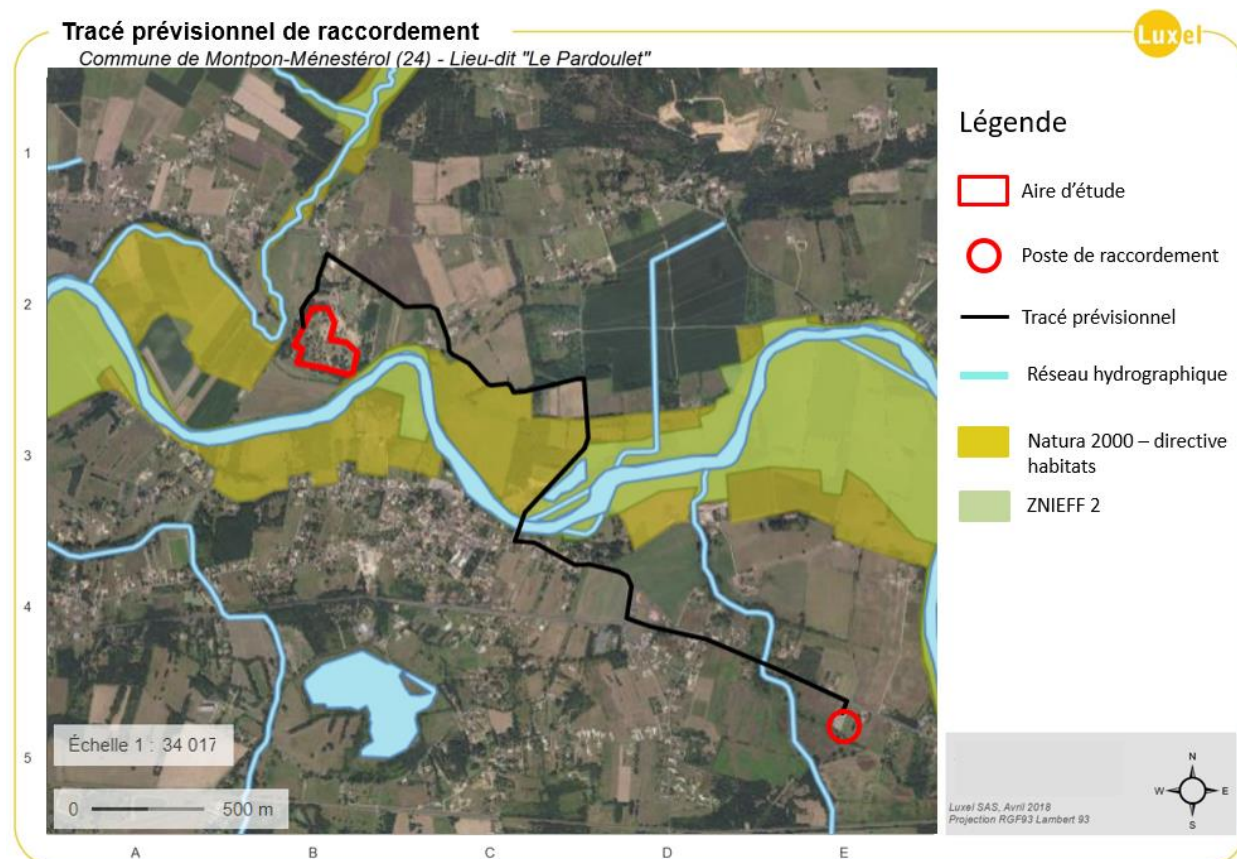 Tracé prévisionnel de raccordement
Commune de Montpon-Ménestérol (24) - Lieu-dit "Le Pardoulet"
Luxel
1
2
3
4
5
A B C D E
Échelle 1 : 34 017
0 500 m
Légende
Aire d'étude
Poste de raccordement
Tracé prévisionnel
Réseau hydrographique
Natura 2000 – directive
habitats
ZNIEFF 2
N
W E
S
Luxel SAS, Avril 2018
Projection RGF93 Lambert 93